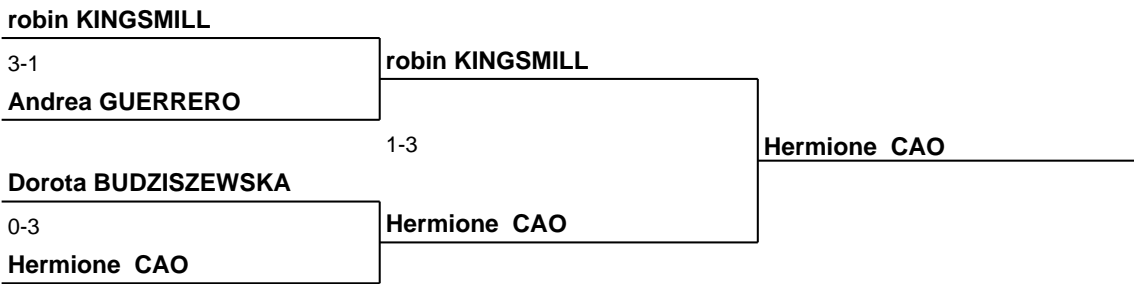 robin KINGSMILL
3-1
robin KINGSMILL
Andrea GUERRERO
1-3
Hermione  CAO
Dorota BUDZISZEWSKA
0-3
Hermione  CAO
Hermione  CAO